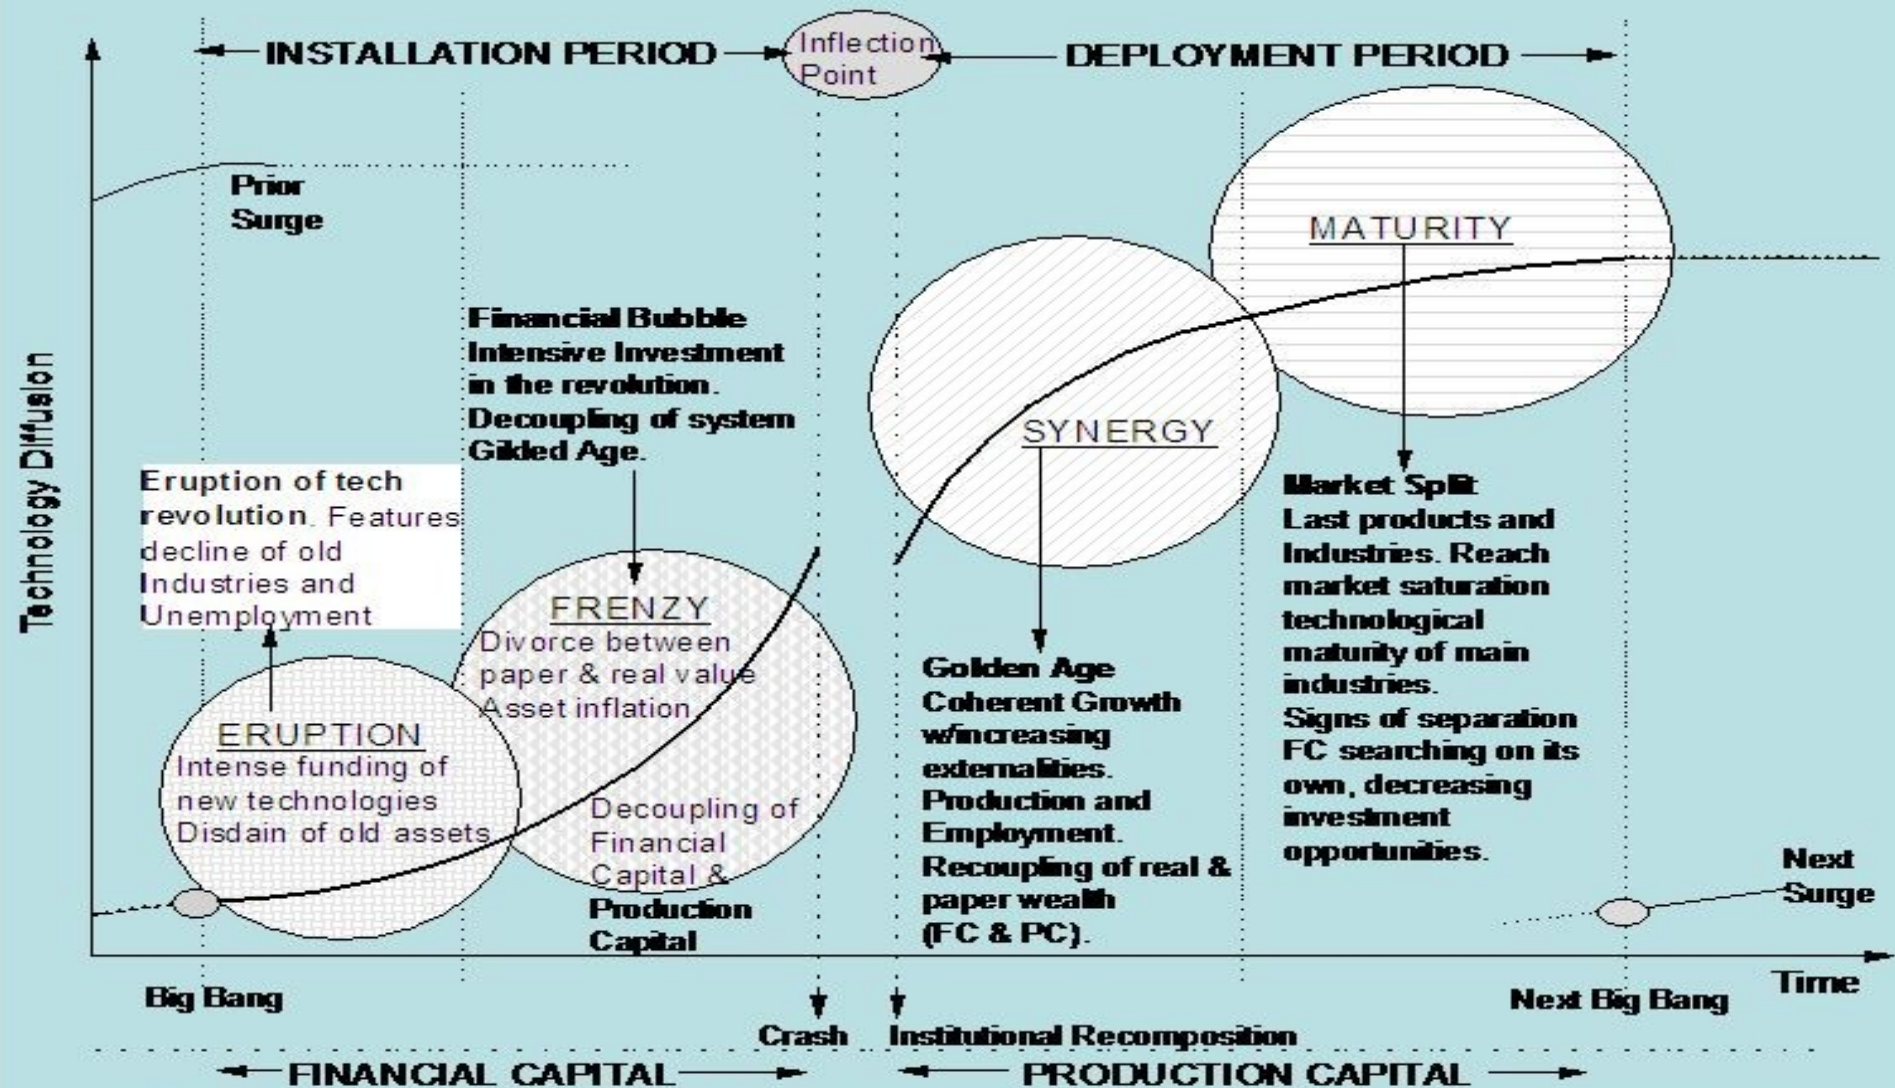 INSTALLATION PERIOD
Inflection
Point
DEPLOYMENT PERIOD
Prior
Surge
MATURITY
Financial Bubble
Intensive Investment
in the revolution.
Decoupling of system
Gilded Age.
SYNERGY
Technology Diffusion
Eruption of tech
revolution. Features
decline of old
Industries and
Unemployment
Market Split
Last products and
Industries. Reach
market saturation
technological
maturity of main
industries.
Signs of separation
FC searching on its
own, decreasing
investment
opportunities.
FRENZY
Divorce between
paper & real value
Asset inflation
Decoupling of
Financial
Capital &
Production
Capital
Golden Age
Coherent Growth
w/increasing
externalities.
Production and
Employment.
Recoupling of real &
paper wealth
(FC & PC).
ERUPTION
Intense funding of
new technologies
Disdain of old assets
Next
Surge
Big Bang
Next Big Bang
Time
Crash
Institutional Recomposition
FINANCIAL CAPITAL
PRODUCTION CAPITAL